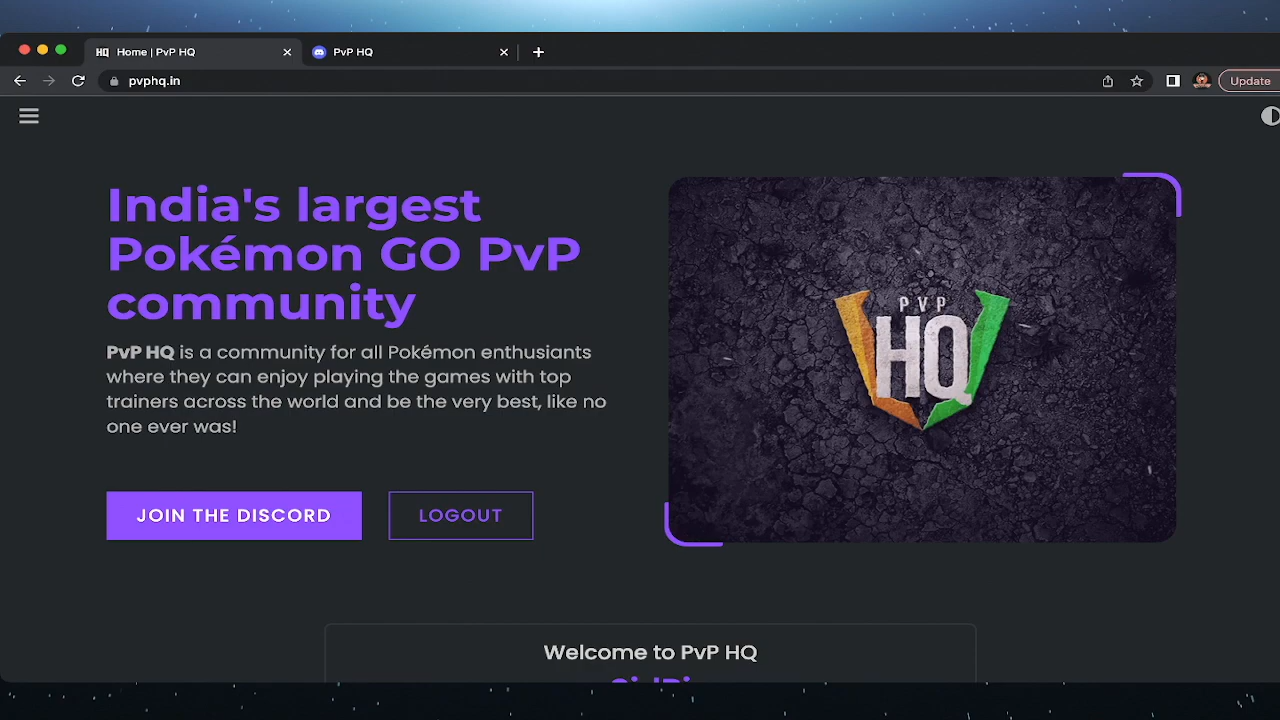 HQ Home | PvP HQ
PvP HQ
pvphq.in
Update
India's largest
Pokémon GO PvP
community
PvP HQ is a community for all Pokémon enthusiants
where they can enjoy playing the games with top
trainers across the world and be the very best, like no
one ever was!
PVP
HQ
JOIN THE DISCORD
LOGOUT
Welcome to PvP HQ